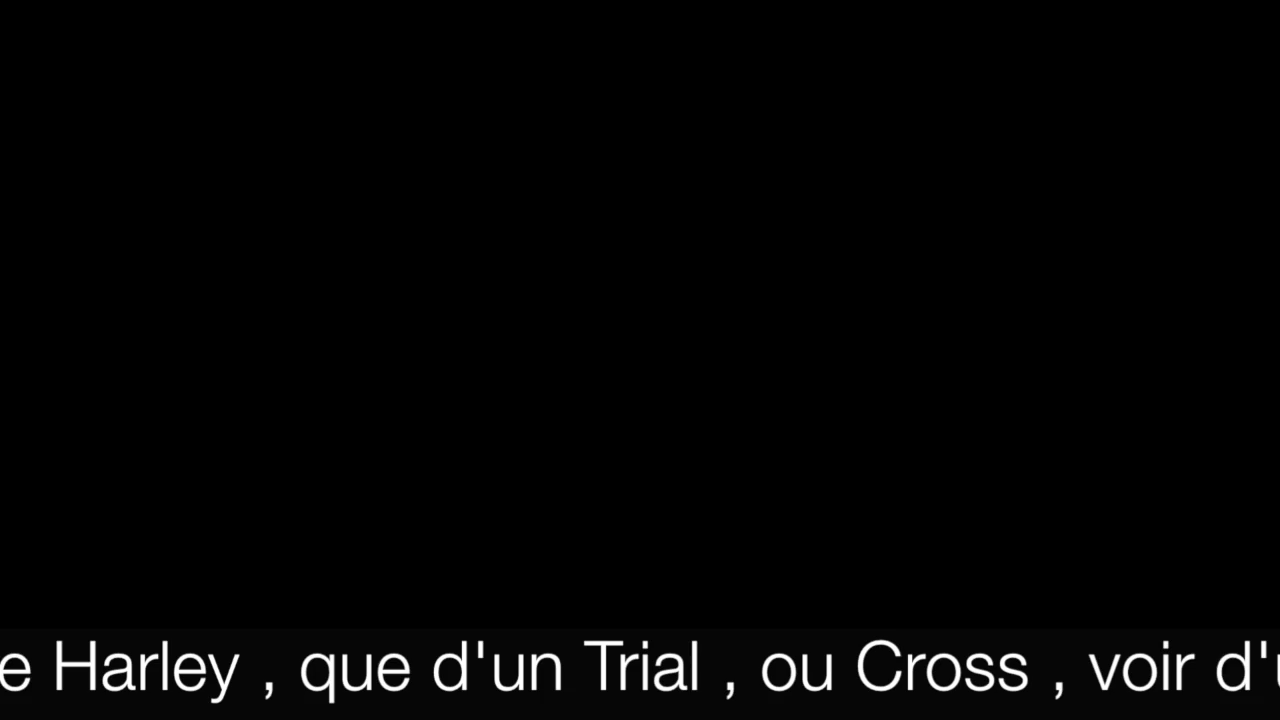 e Harley , que d'un Trial , ou Cross , voir d'u